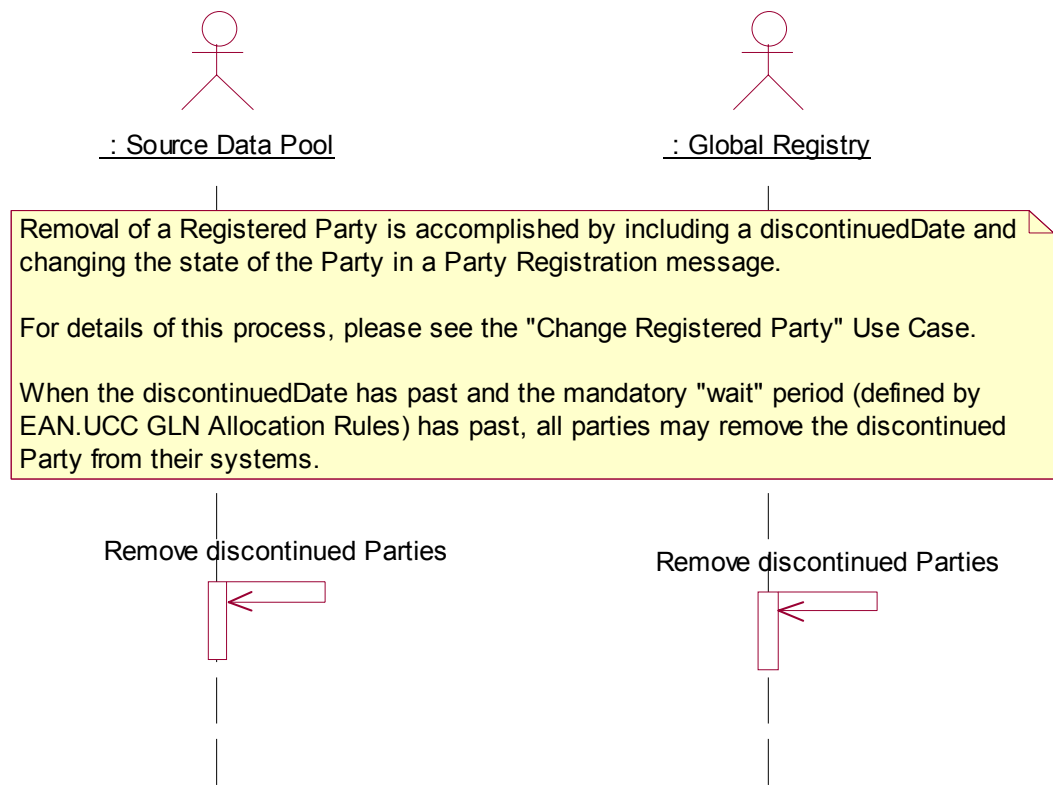 : Source Data Pool
: Global Registry
Removal of a Registered Party is accomplished by including a discontinuedDate and
changing the state of the Party in a Party Registration message.
For details of this process, please see the "Change Registered Party" Use Case.
When the discontinuedDate has past and the mandatory "wait" period (defined by
EAN.UCC GLN Allocation Rules) has past, all parties may remove the discontinued
Party from their systems.
Remove discontinued Parties
Remove discontinued Parties